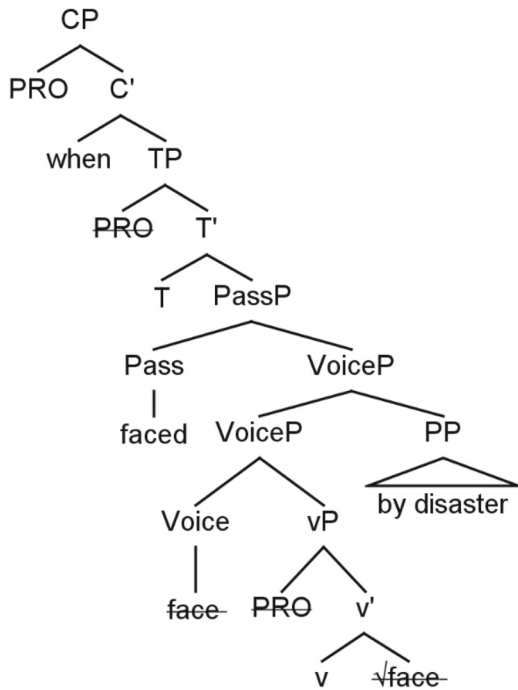 CP
PRO C'
when TP
PRO T'
T PassP
Pass VoiceP
faced VoiceP PP
by disaster
Voice vP
face PRO v'
v √face